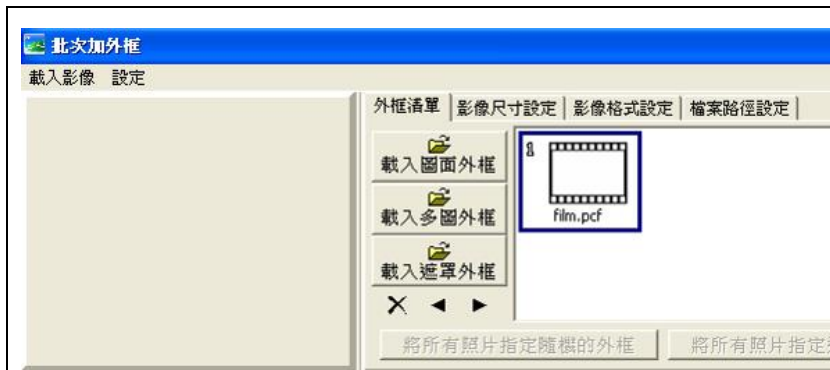 批次加外框
載入影像 設定
外框清單 影像尺寸設定 影像格式設定 檔案路徑設定
載入圖面外框
載入多圖外框
載入遮罩外框
1
film.pcf
將所有照片指定隨機的外框 將所有照片指定